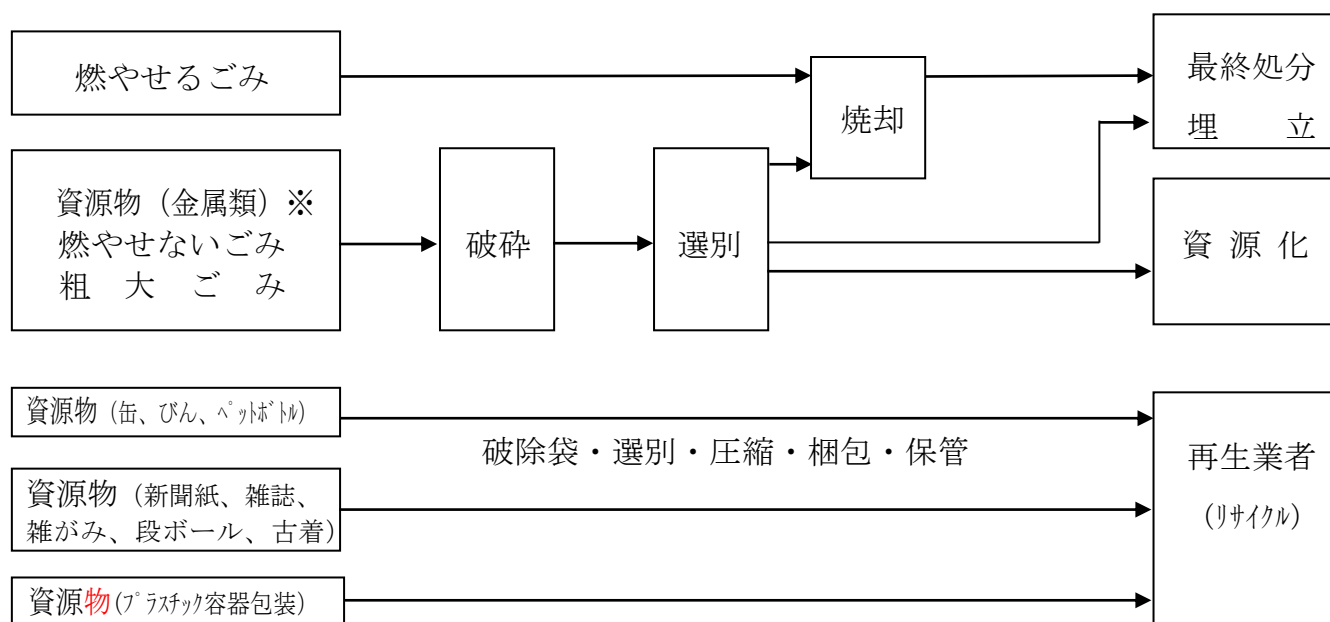 燃やせるごみ
焼却
最終処分
埋　　立
資源物（金属類）※
燃やせないごみ
粗　大　ご　み
破砕
選別
資 源 化
資源物（缶、びん、ﾍﾟｯﾄﾎﾞﾄﾙ）
破除袋・選別・圧縮・梱包・保管
資源物（新聞紙、雑誌、
雑がみ、段ボール、古着）
再生業者
（ﾘｻｲｸﾙ）
資源物（ﾌﾟﾗｽﾁｯｸ容器包装）